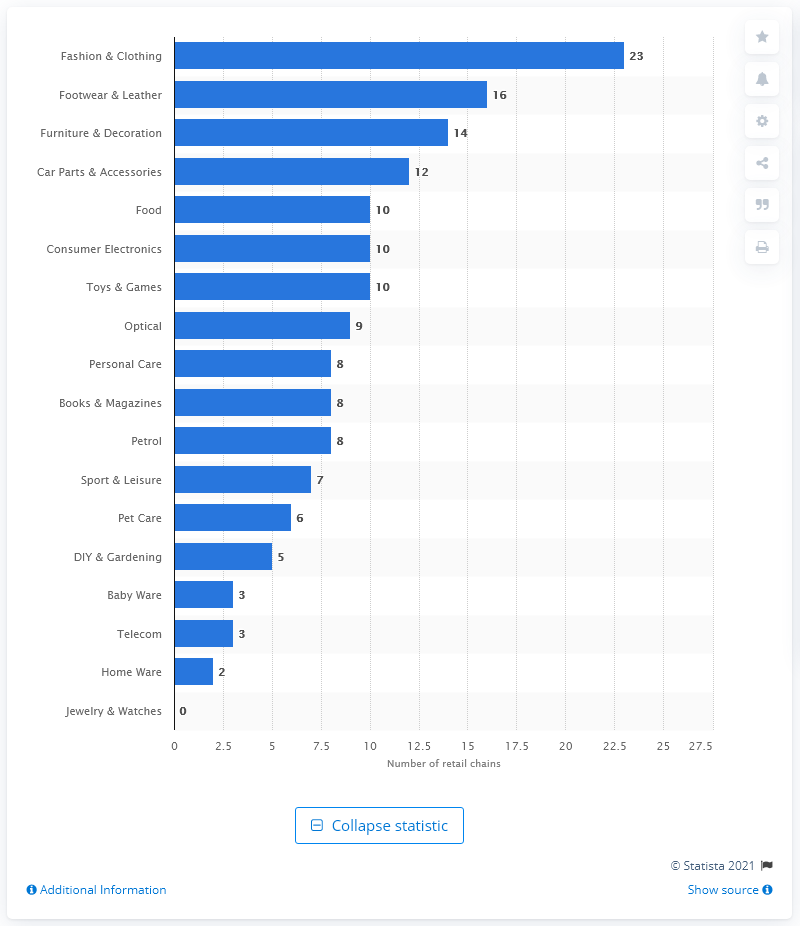 Fashion & Clothing 23
Footwear & Leather 16
Furniture & Decoration 14
Car Parts & Accessories 12
Food 10
Consumer Electronics 10
Toys & Games 10
Optical 9
Personal Care 8
Books & Magazines 8
Petrol 8
Sport & Leisure 7
Pet Care 6
DIY & Gardening 5
Baby Ware 3
Telecom 3
Home Ware 2
Jewelry & Watches 0
0 2.5 5 7.5 10 12.5 15 17.5 20 22.5 25 27.5
Number of retail chains
Collapse statistic
© Statista 2021
Additional Information
Show source